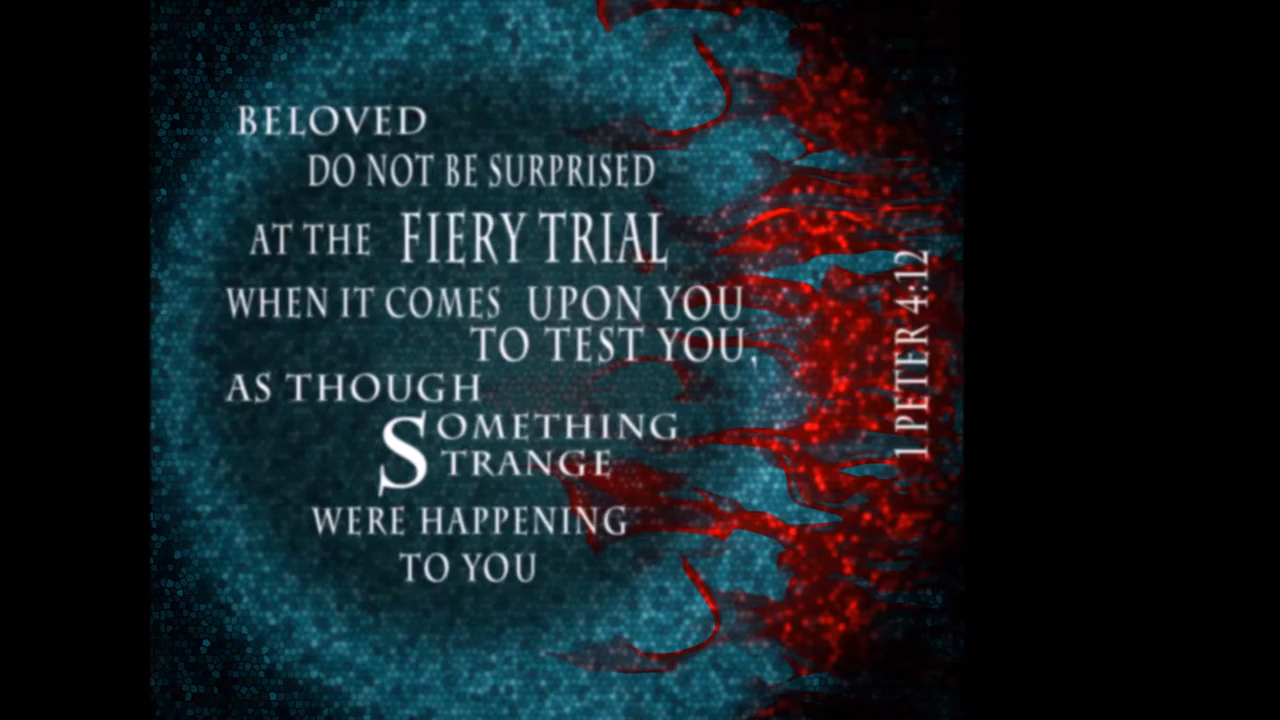 BELOVED
DO NOT BE SURPRISED
AT THE FIERY TRIAL
WHEN IT COMES UPON YOU
TO TEST YOU,
AS THOUGH
SOMETHING
STRANGE
WERE HAPPENING
TO YOU
1 PETER 4:12